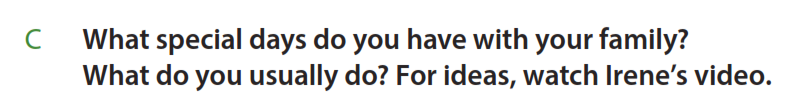 C What special days do you have with your family?
What do you usually do? For ideas, watch Irene’s video.